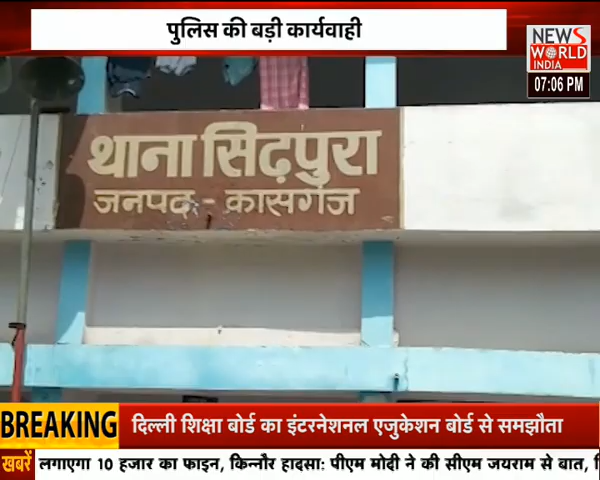 पुलिस की बड़ी कार्यवाही
NEWS
WORLD
INDIA
07:06 PM
थाना सिढ़पुरा
जनपद - कासगंज
BREAKING
दिल्ली शिक्षा बोर्ड का इंटरनेशनल एजुकेशन बोर्ड से समझौता
खबरें
लगाएगा 10 हजार का फाइन, किन्नौर हादसा: पीएम मोदी ने की सीएम जयराम से बात,